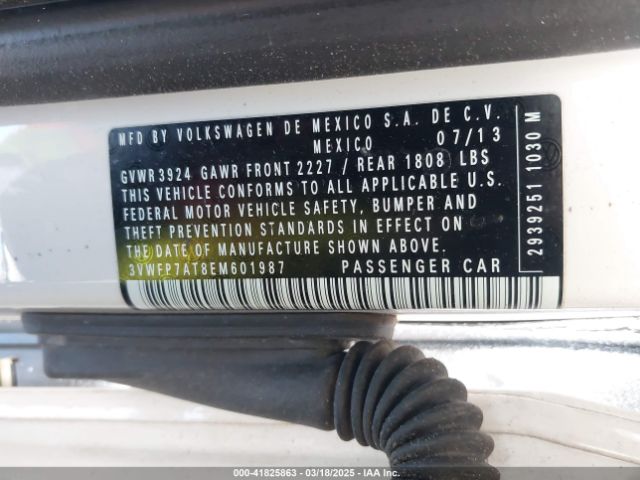 MFD BY VOLKSWAGEN DE MEXICO S.A. DE C.V.
MEXICO 07/13
GVWR3924 GAWR FRONT 2227 / REAR 1808 LBS
THIS VEHICLE CONFORMS TO ALL APPLICABLE U.S.
FEDERAL MOTOR VEHICLE SAFETY, BUMPER AND
THEFT PREVENTION STANDARDS IN EFFECT ON
THE DATE OF MANUFACTURE SHOWN ABOVE.
3VWFP7AT8EM601987 PASSENGER CAR
2939251 1030 M
000-41825863 - 03/18/2025 - IAA Inc.